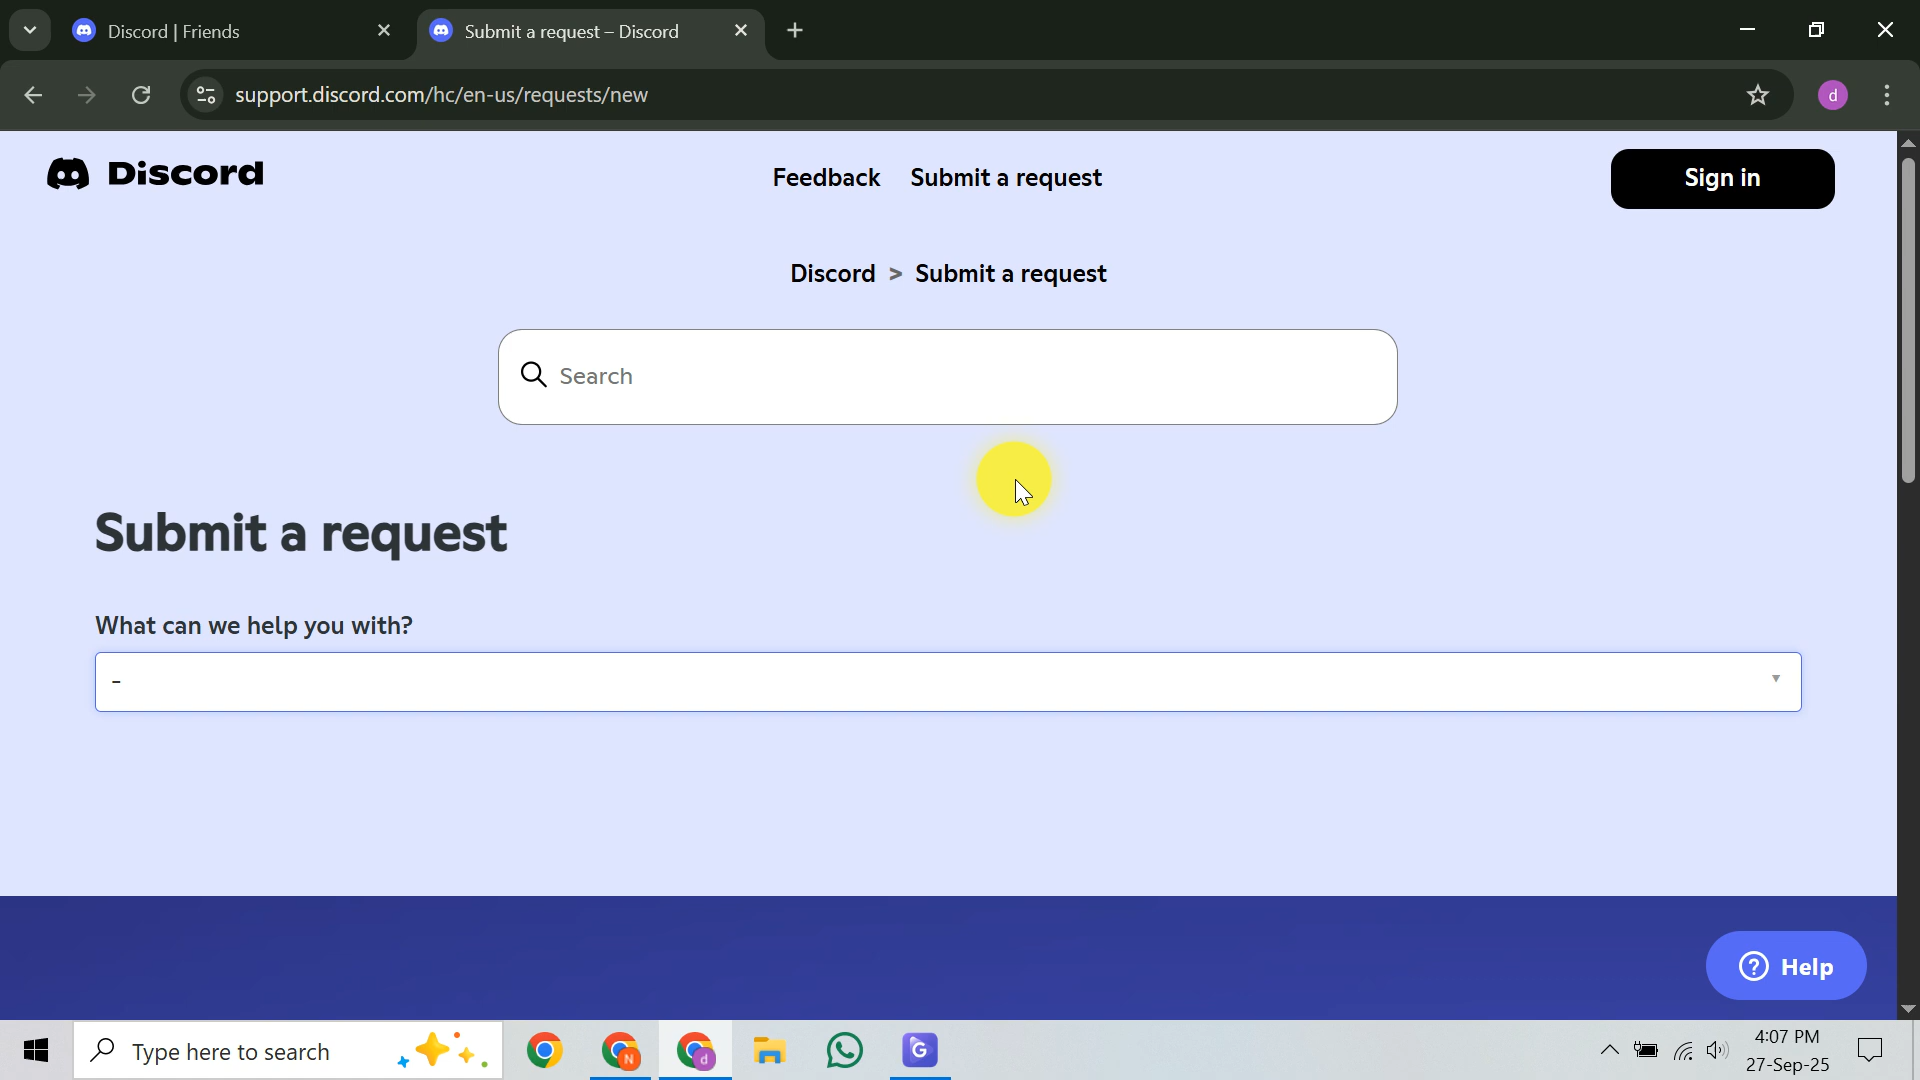 Discord | Friends
Submit a request – Discord
support.discord.com/hc/en-us/requests/new
d
Discord
Feedback
Submit a request
Sign in
Discord > Submit a request
Search
Submit a request
What can we help you with?
-
Help
Type here to search
N
d
G
4:07 PM
27-Sep-25